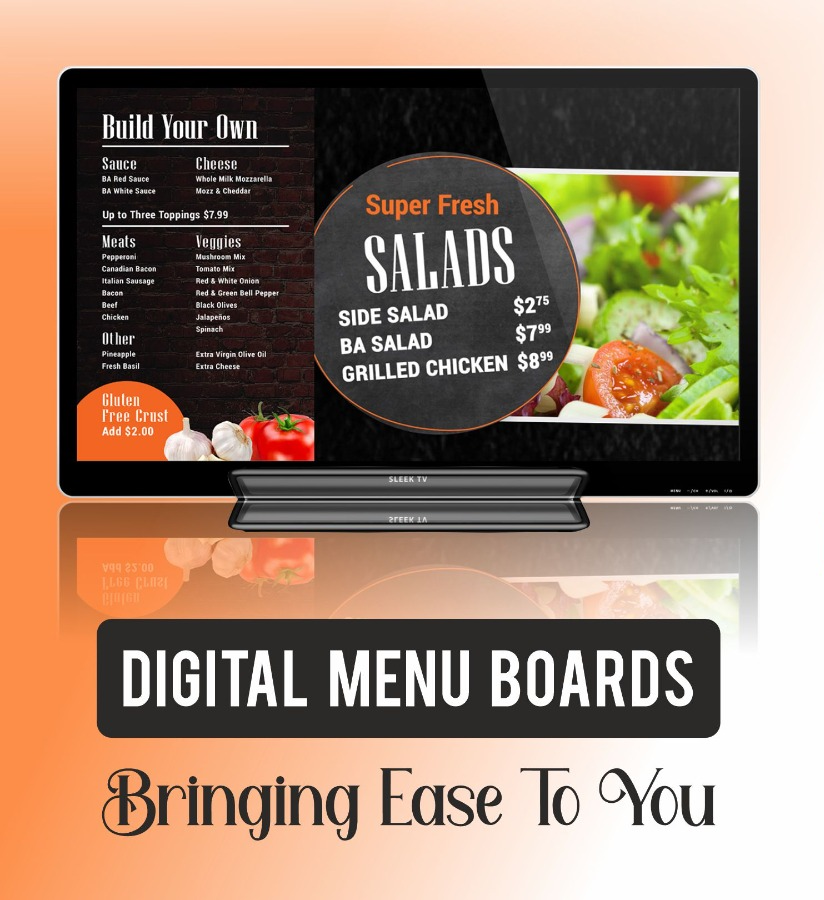 Build Your Own
Sauce
BA Red Sauce
BA White Sauce
Cheese
Whole Milk Mozzarella
Mozz & Cheddar
Up to Three Toppings $7.99
Meats
Pepperoni
Canadian Bacon
Italian Sausage
Bacon
Beef
Chicken
Veggies
Mushroom Mix
Tomato Mix
Red & White Onion
Red & Green Bell Pepper
Black Olives
Jalapeños
Spinach
Other
Pineapple
Fresh Basil
Extra Virgin Olive Oil
Extra Cheese
Gluten
Free Crust
Add $2.00
Super Fresh
SALADS
SIDE SALAD $2.75
BA SALAD $7.99
GRILLED CHICKEN $8.99
SLEEK TV
MENU
DIGITAL MENU BOARDS
Bringing Ease To You